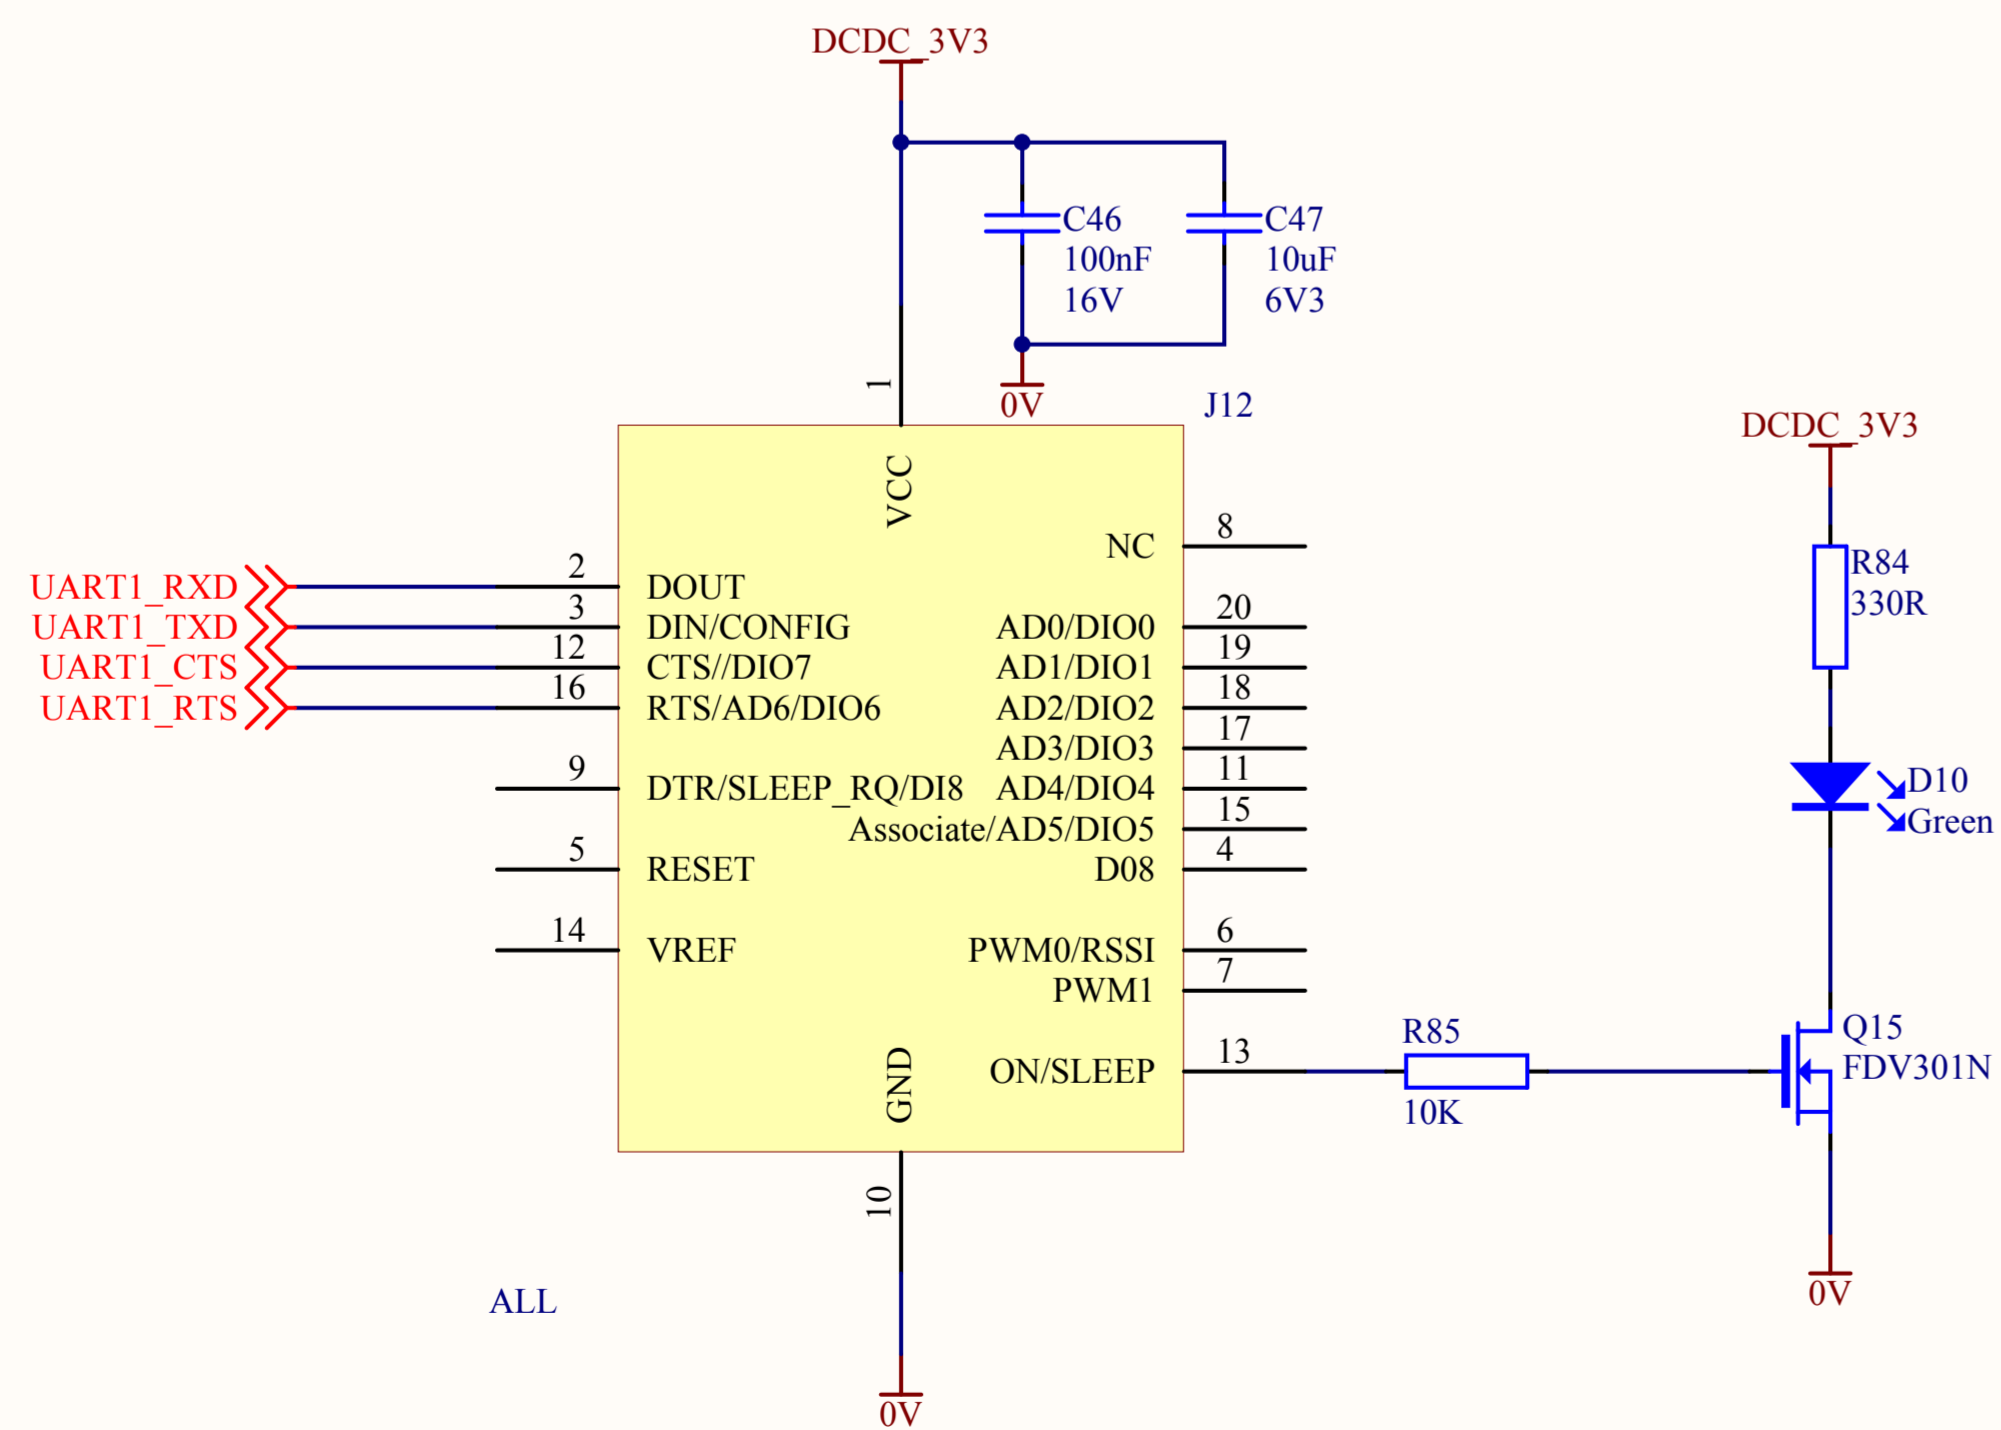 DCDC_3V3
C46
100nF
16V
C47
10uF
6V3
0V
J12
1
VCC
UART1_RXD
2
DOUT
UART1_TXD
3
DIN/CONFIG
UART1_CTS
12
CTS//DIO7
UART1_RTS
16
RTS/AD6/DIO6
9
DTR/SLEEP_RQ/DI8
5
RESET
14
VREF
NC
8
AD0/DIO0
20
AD1/DIO1
19
AD2/DIO2
18
AD3/DIO3
17
AD4/DIO4
11
Associate/AD5/DIO5
15
D08
4
PWM0/RSSI
6
PWM1
7
ON/SLEEP
13
GND
10
0V
ALL
R85
10K
DCDC_3V3
R84
330R
D10
Green
Q15
FDV301N
0V